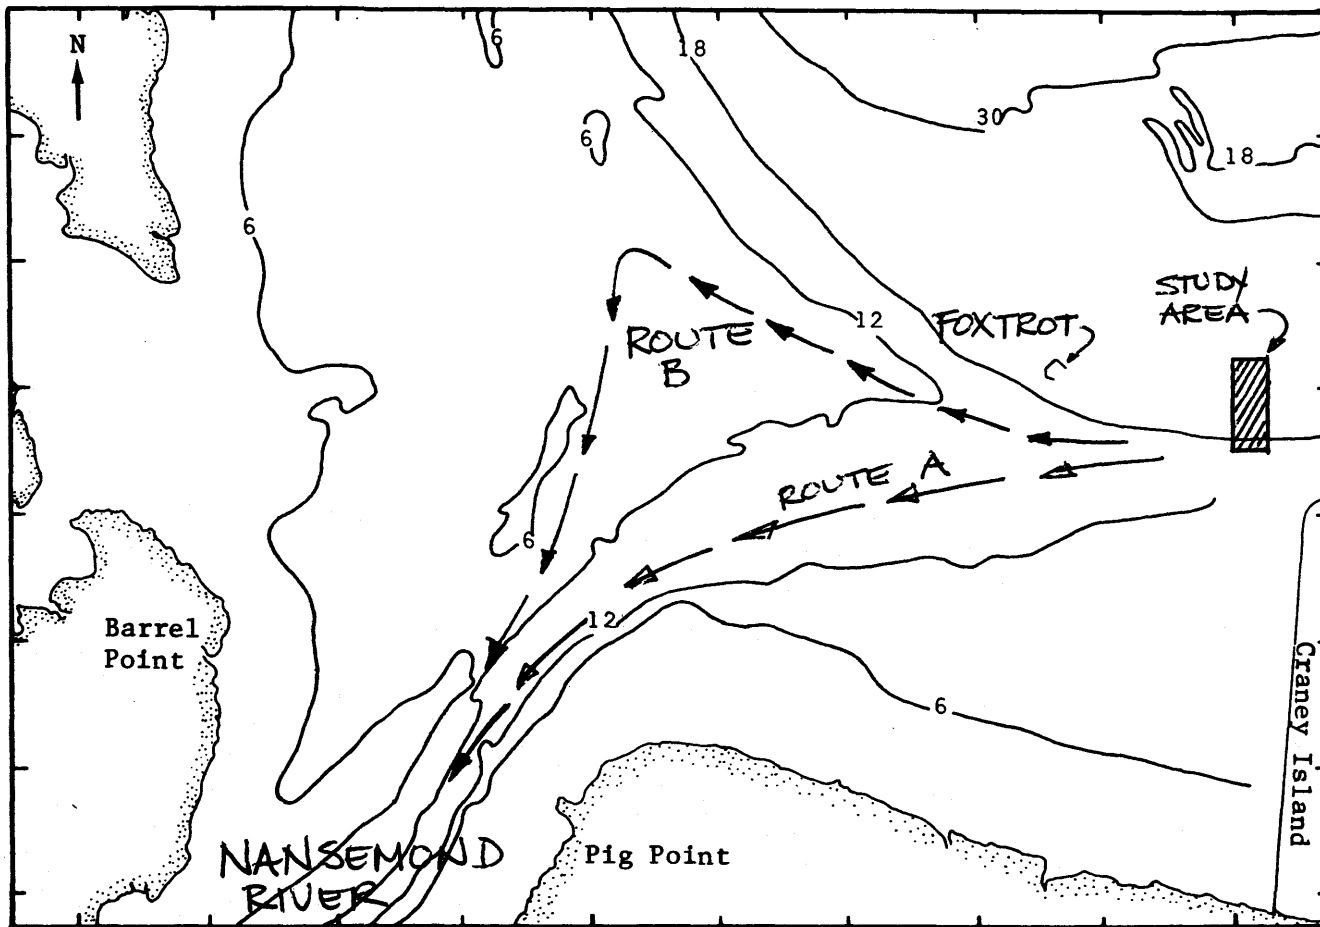 N
6
18
30
6
18
6
STUDY
AREA
12
FOXTROT
ROUTE
B
ROUTE A
6
12
Barrel
Point
Craney Island
6
NANSEMOND
RIVER
Pig Point